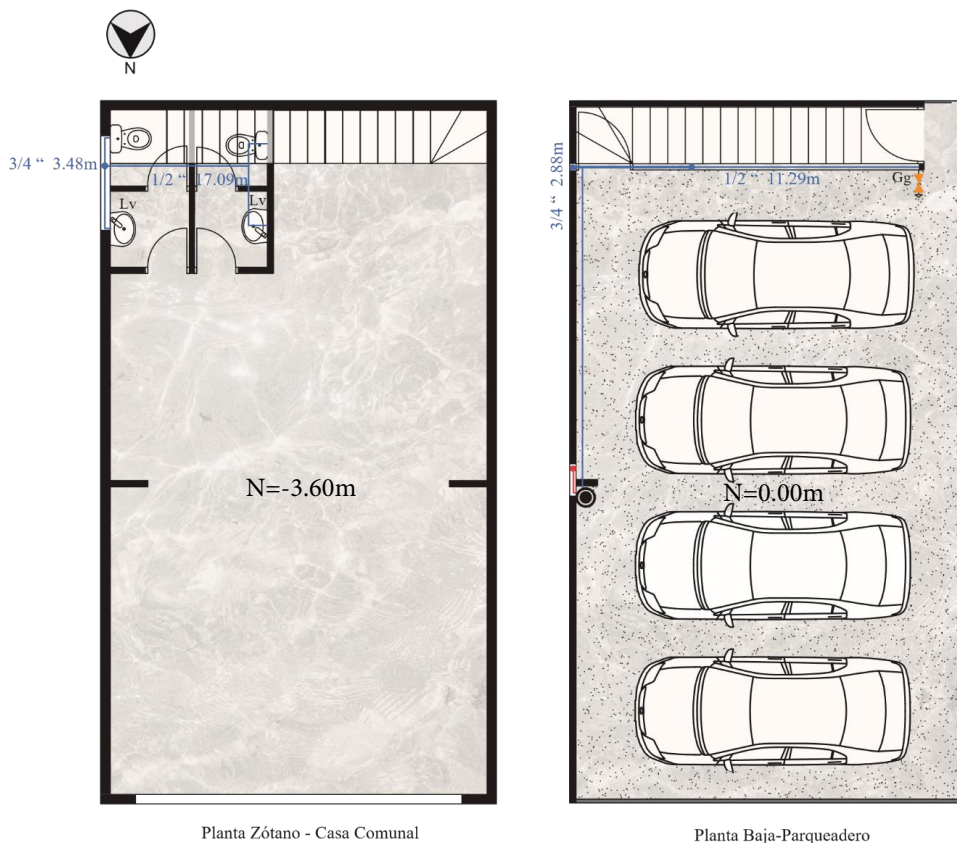 N
3/4 “ 3.48m
1/2 “ 17.09m
Lv
Lv
N=-3.60m
Planta Zótano - Casa Comunal
3/4 “ 2.88m
1/2 “ 11.29m
Gg
N=0.00m
Planta Baja-Parqueadero